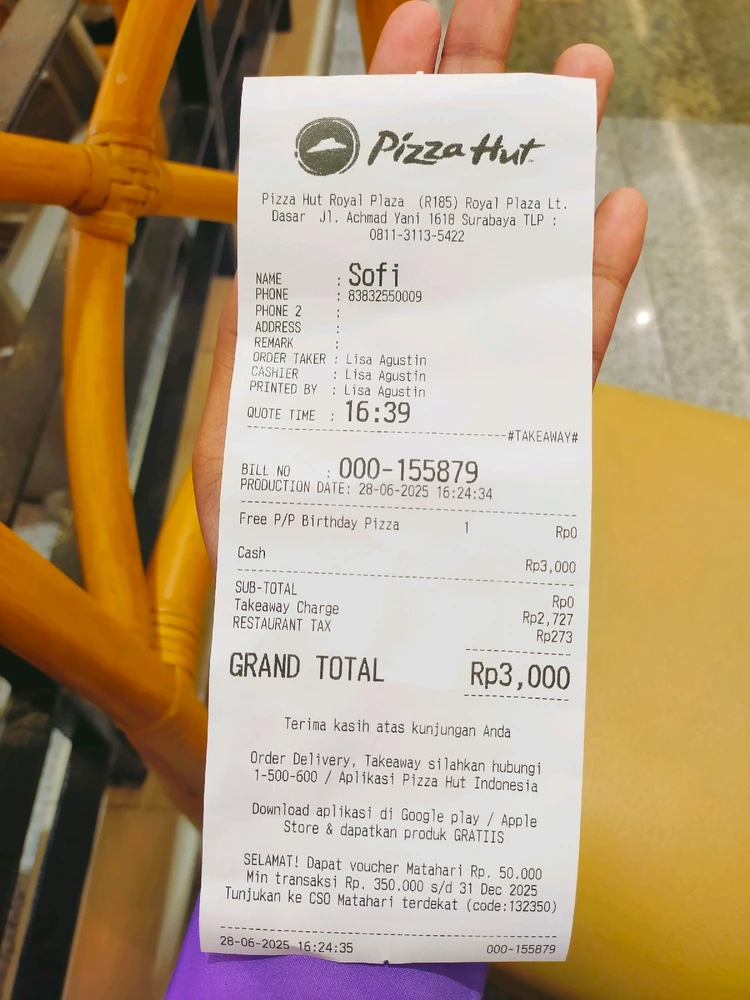 Pizza Hut
Pizza Hut Royal Plaza (R185) Royal Plaza Lt.
Dasar Jl. Achmad Yani 1618 Surabaya TLP :
0811-3113-5422
NAME : Sofi
PHONE : 83832550009
PHONE 2 :
ADDRESS :
REMARK :
ORDER TAKER : Lisa Agustin
CASHIER : Lisa Agustin
PRINTED BY : Lisa Agustin
QUOTE TIME : 16:39
#TAKEAWAY#
BILL NO : 000-155879
PRODUCTION DATE: 28-06-2025 16:24:34
Free P/P Birthday Pizza 1 Rp0
Cash Rp3,000
SUB-TOTAL Rp0
Takeaway Charge Rp2,727
RESTAURANT TAX Rp273
GRAND TOTAL Rp3,000
Terima kasih atas kunjungan Anda
Order Delivery, Takeaway silahkan hubungi
1-500-600 / Aplikasi Pizza Hut Indonesia
Download aplikasi di Google play / Apple
Store & dapatkan produk GRATIIS
SELAMAT! Dapat voucher Matahari Rp. 50.000
Min transaksi Rp. 350.000 s/d 31 Dec 2025
Tunjukan ke CSO Matahari terdekat (code:132350)
28-06-2025 16:24:35 000-155879